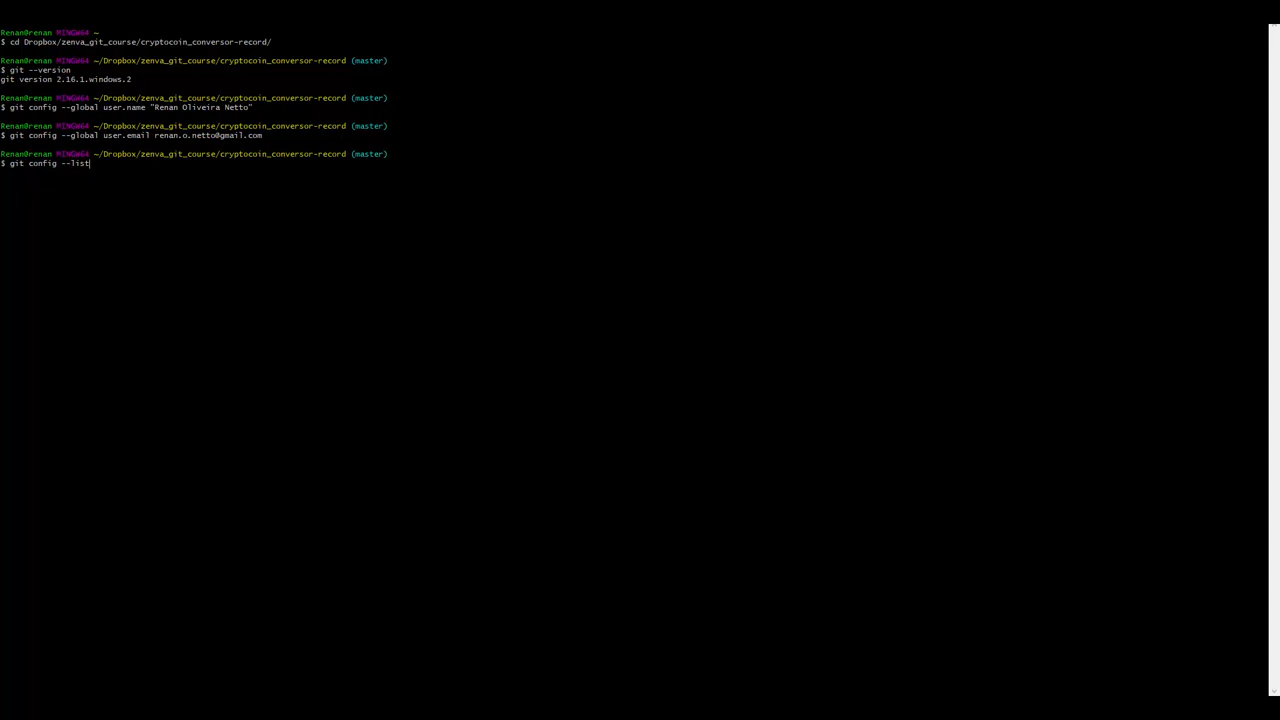 Renan@renan MINGW64 ~
$ cd Dropbox/zenva_git_course/cryptocoin_conversor-record/
Renan@renan MINGW64 ~/Dropbox/zenva_git_course/cryptocoin_conversor-record (master)
$ git --version
git version 2.16.1.windows.2
Renan@renan MINGW64 ~/Dropbox/zenva_git_course/cryptocoin_conversor-record (master)
$ git config --global user.name "Renan Oliveira Netto"
Renan@renan MINGW64 ~/Dropbox/zenva_git_course/cryptocoin_conversor-record (master)
$ git config --global user.email renan.o.netto@gmail.com
Renan@renan MINGW64 ~/Dropbox/zenva_git_course/cryptocoin_conversor-record (master)
$ git config --list